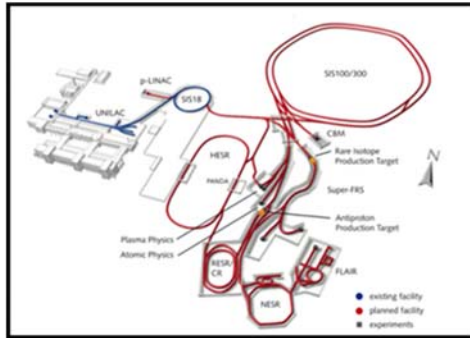 p-LINAC
SIS18
UNILAC
SIS100/300
CBM
HESR
Rare Isotope
Production Target
N
PANDA
Super-FRS
Plasma Physics
Antiproton
Production Target
Atomic Physics
RESR/
CR
FLAIR
NESR
existing facility
planned facility
experiments